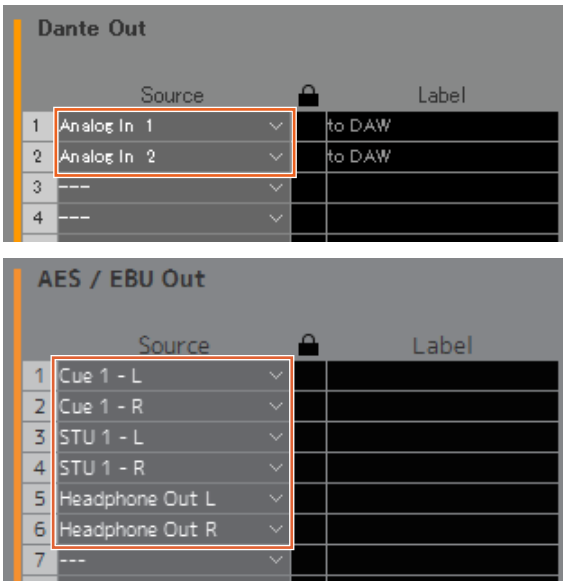 Dante Out
Source Label
1 Analog In 1 to DAW
2 Analog In 2 to DAW
3 ---
4 ---
AES / EBU Out
Source Label
1 Cue 1 - L
2 Cue 1 - R
3 STU 1 - L
4 STU 1 - R
5 Headphone Out L
6 Headphone Out R
7 ---